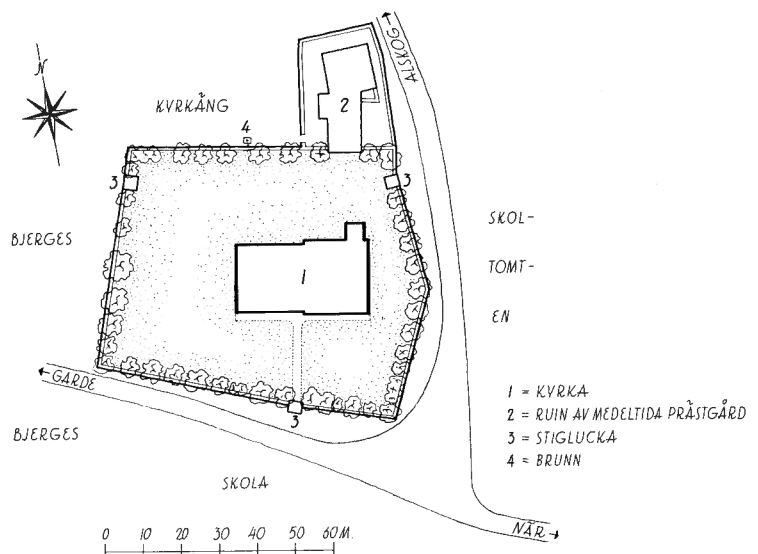 ALSKOG
N
KYRKÄNG
2
4
3
3
SKOL-
BJERGES
TOMT-
1
EN
GARDE
1 = KYRKA
2 = RUIN AV MEDELTIDA PRÄSTGÅRD
3
BJERGES
3 = STIGLUCKA
4 = BRUNN
SKOLA
NÄR
0 10 20 30 40 50 60 M.